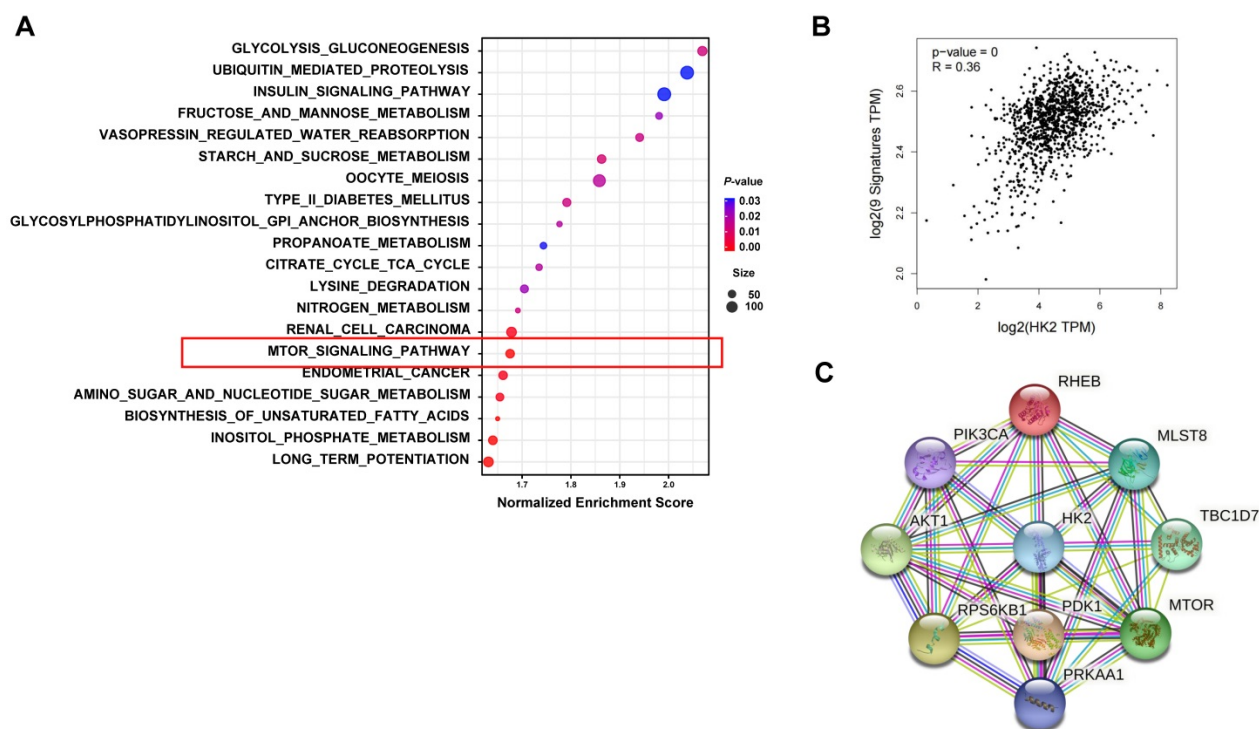 A
GLYCOLYSIS_GLUCONEOGENESIS
UBIQUITIN_MEDIATED_PROTEOLYSIS
INSULIN_SIGNALING_PATHWAY
FRUCTOSE_AND_MANNOSE_METABOLISM
VASOPRESSIN_REGULATED_WATER_REABSORPTION
STARCH_AND_SUCROSE_METABOLISM
OOCYTE_MEIOSIS
TYPE_II_DIABETES_MELLITUS
GLYCOSYLPHOSPHATIDYLINOSITOL_GPI_ANCHOR_BIOSYNTHESIS
PROPANOATE_METABOLISM
CITRATE_CYCLE_TCA_CYCLE
LYSINE_DEGRADATION
NITROGEN_METABOLISM
RENAL_CELL_CARCINOMA
MTOR_SIGNALING_PATHWAY
ENDOMETRIAL_CANCER
AMINO_SUGAR_AND_NUCLEOTIDE_SUGAR_METABOLISM
BIOSYNTHESIS_OF_UNSATURATED_FATTY_ACIDS
INOSITOL_PHOSPHATE_METABOLISM
LONG_TERM_POTENTIATION
1.7 1.8 1.9 2.0
Normalized Enrichment Score
P-value
0.03
0.02
0.01
0.00
Size
50
100
B
p-value = 0
R = 0.36
log2(9 Signatures TPM)
2.6
2.4
2.2
2.0
0 2 4 6 8
log2(HK2 TPM)
C
RHEB
PIK3CA
MLST8
AKT1
HK2
TBC1D7
RPS6KB1
PDK1
MTOR
PRKAA1